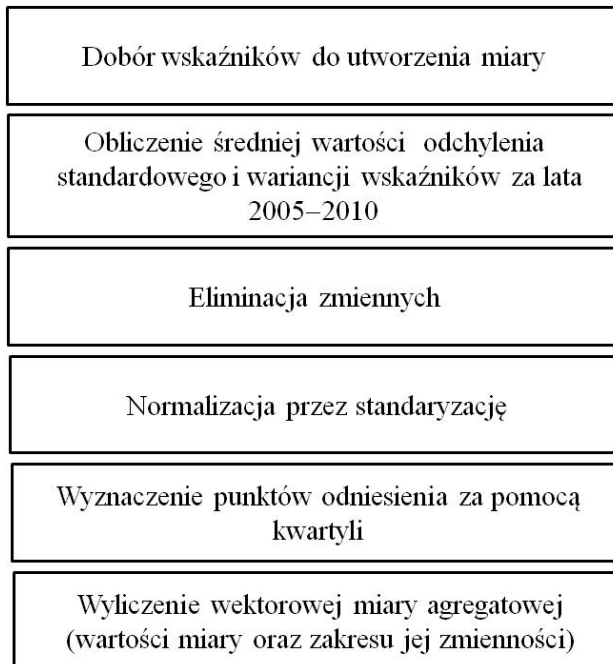 Dobór wskaźników do utworzenia miary
Obliczenie średniej wartości odchylenia
standardowego i wariancji wskaźników za lata
2005–2010
Eliminacja zmiennych
Normalizacja przez standaryzację
Wyznaczenie punktów odniesienia za pomocą
kwartyli
Wyliczenie wektorowej miary agregatowej
(wartości miary oraz zakresu jej zmienności)